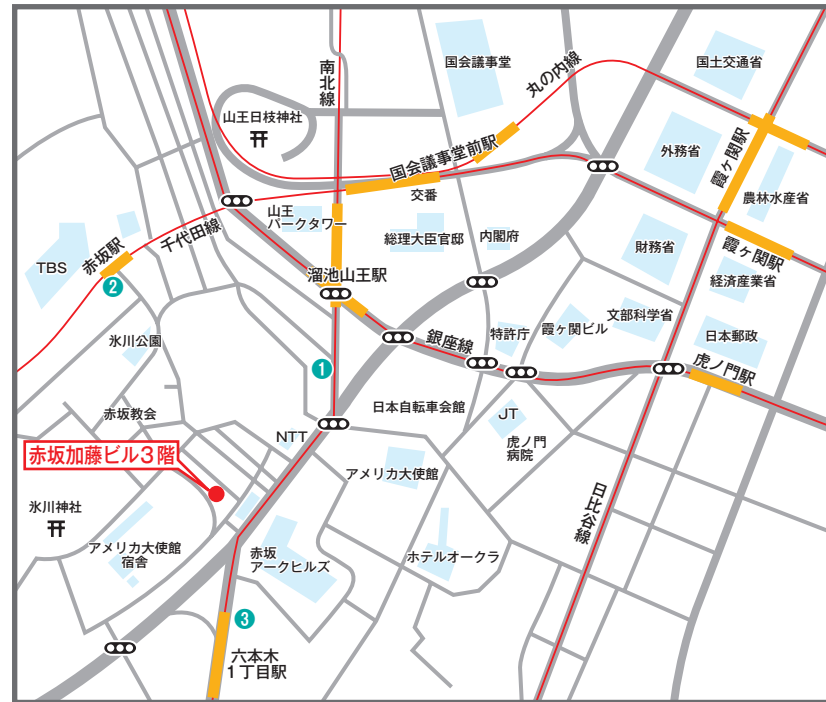 国会議事堂
丸の内線
国土交通省
南北線
山王日枝神社
国会議事堂前駅
交番
外務省
霞ヶ関駅
農林水産省
山王
パークタワー
総理大臣官邸
内閣府
財務省
霞ヶ関駅
経済産業省
TBS
赤坂駅
2
千代田線
溜池山王駅
氷川公園
1
銀座線
特許庁
霞ヶ関ビル
文部科学省
日本郵政
虎ノ門駅
赤坂教会
日本自転車会館
JT
虎ノ門
病院
NTT
赤坂加藤ビル3階
アメリカ大使館
氷川神社
アメリカ大使館
宿舎
赤坂
アークヒルズ
ホテルオークラ
日比谷線
3
六本木
1丁目駅